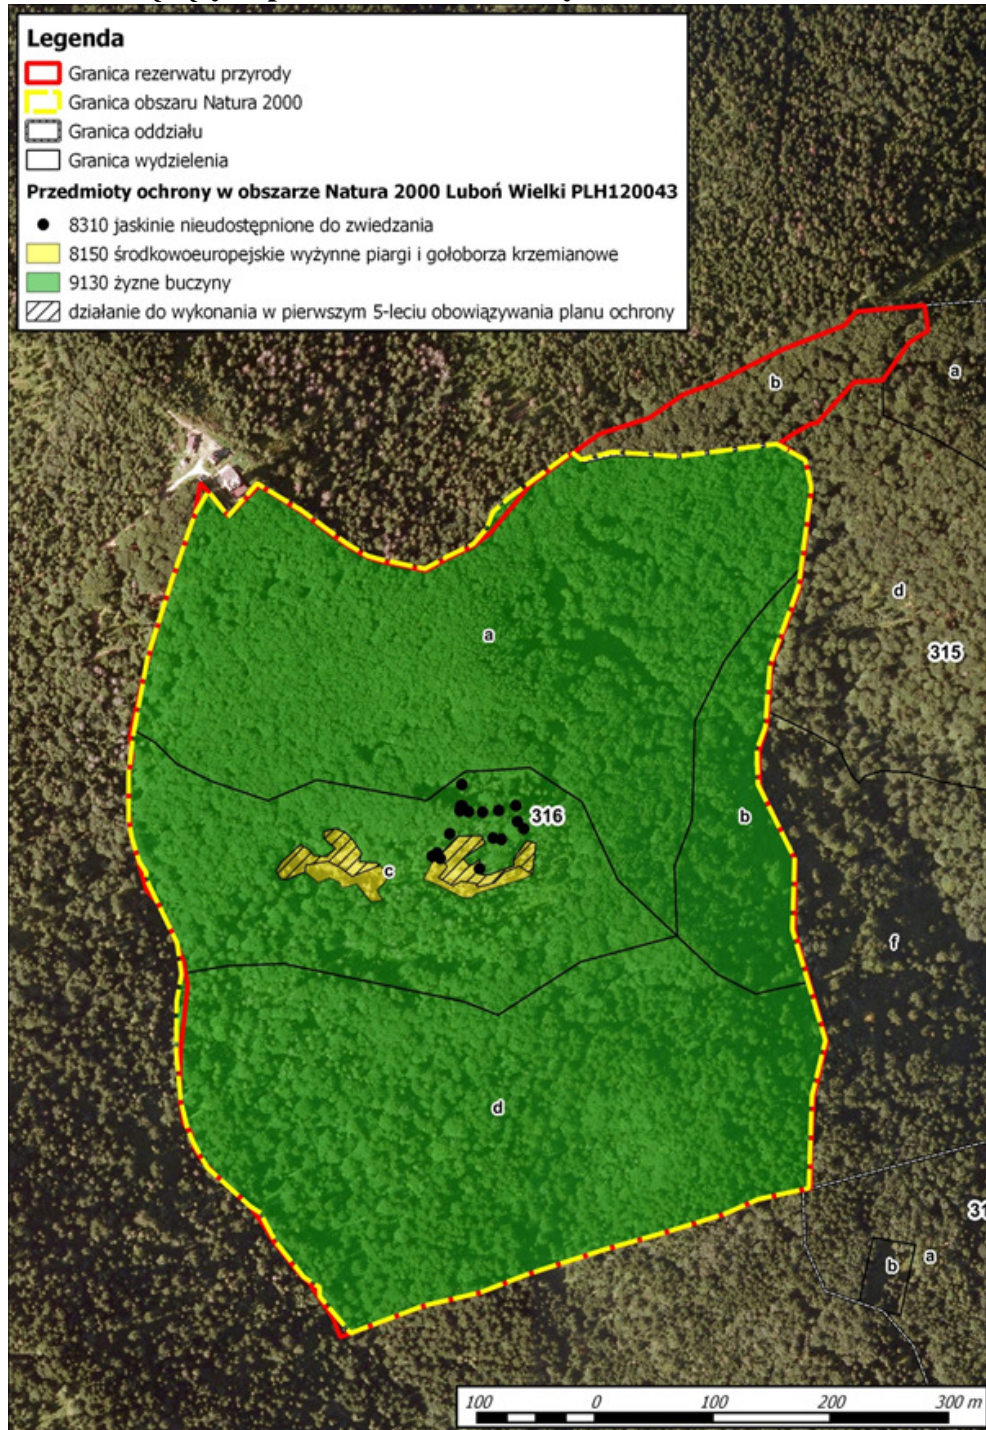 Legenda
Granica rezerwatu przyrody
Granica obszaru Natura 2000
Granica oddziału
Granica wydzielenia
Przedmioty ochrony w obszarze Natura 2000 Luboń Wielki PLH120043
8310 jaskinie nieudostępnione do zwiedzania
8150 środkowoeuropejskie wyżynne piargi i gołoborza krzemianowe
9130 żyzne buczyny
działanie do wykonania w pierwszym 5-leciu obowiązywania planu ochrony
a
b
d
a
315
316
b
c
f
d
31
a
b
100 0 100 200 300 m